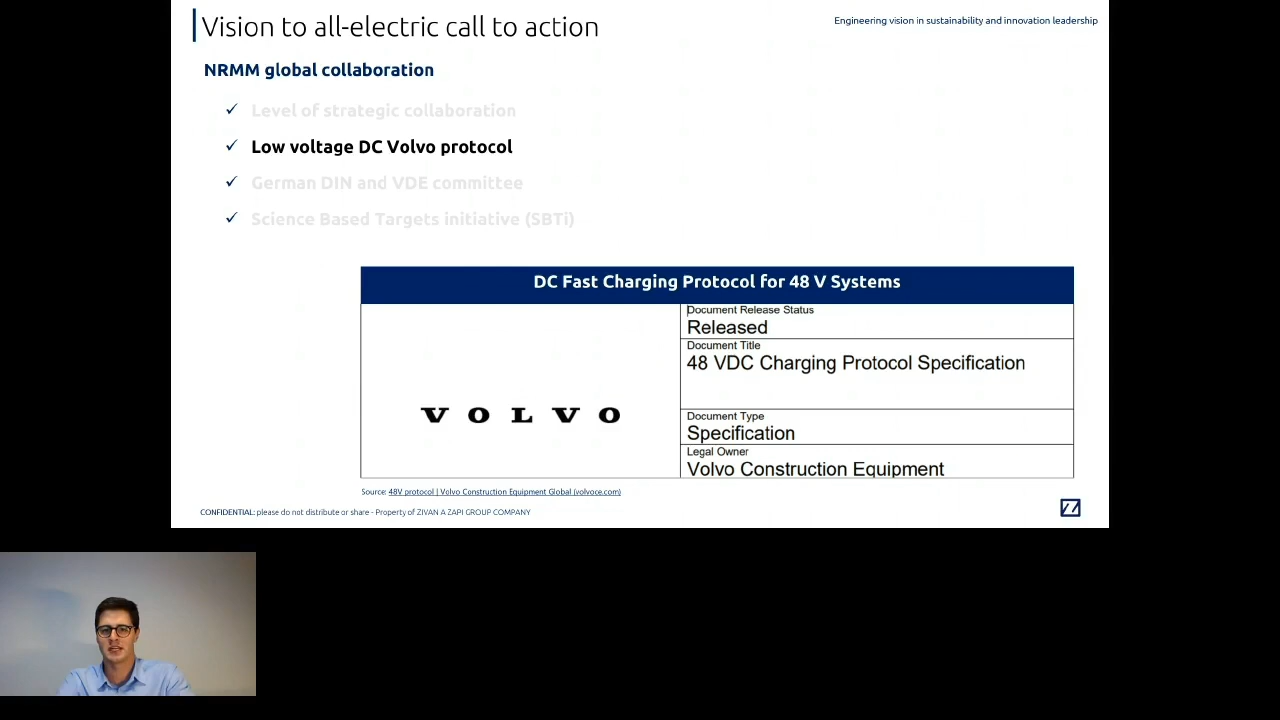 Vision to all-electric call to action
Engineering vision in sustainability and innovation leadership
NRMM global collaboration
✓ Level of strategic collaboration
✓ Low voltage DC Volvo protocol
✓ German DIN and VDE committee
✓ Science Based Targets initiative (SBTi)
DC Fast Charging Protocol for 48 V Systems
VOLVO
Document Release Status
Released
Document Title
48 VDC Charging Protocol Specification
Document Type
Specification
Legal Owner
Volvo Construction Equipment
Source: 48V protocol | Volvo Construction Equipment Global (volvoce.com)
CONFIDENTIAL: please do not distribute or share - Property of ZIVAN A ZAPI GROUP COMPANY